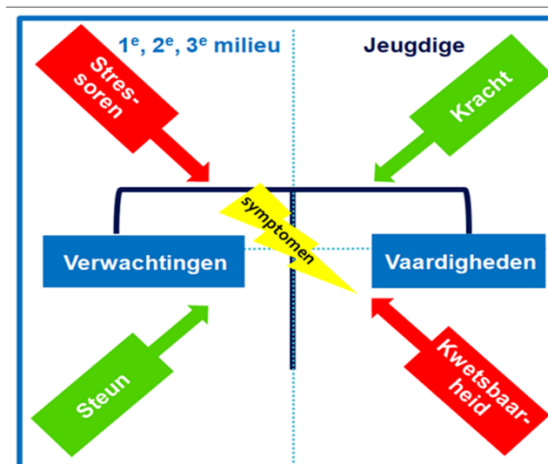 1e, 2e, 3e milieu
Jeugdige
Stres-
soren
Kracht
symptomen
Verwachtingen
Vaardigheden
Steun
Kwetsbaar-
heid